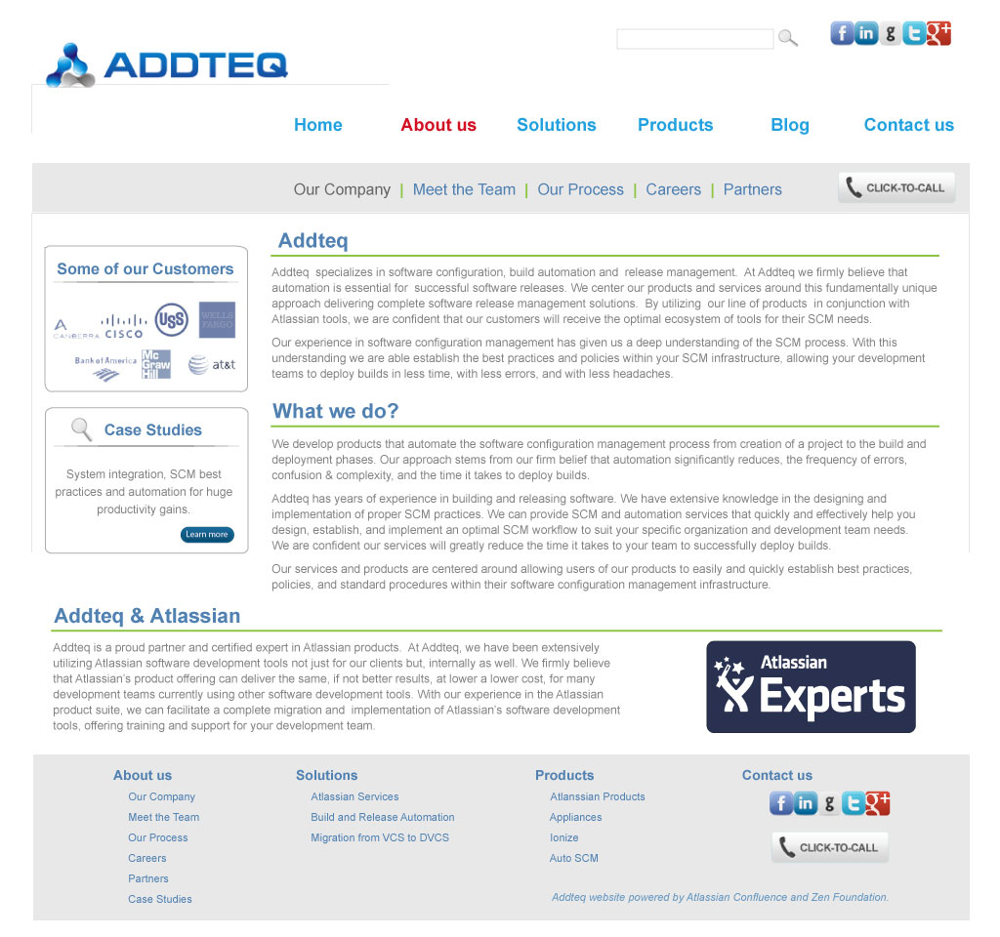 ADDTEQ
f in g t g+
Home About us Solutions Products Blog Contact us
Our Company | Meet the Team | Our Process | Careers | Partners
CLICK-TO-CALL
Some of our Customers
A
CANBERRA
CISCO
USS
WELLS
FARGO
Bank of America
Mc
Graw
Hill
at&t
Case Studies
System integration, SCM best
practices and automation for huge
productivity gains.
Learn more
Addteq
Addteq specializes in software configuration, build automation and release management. At Addteq we firmly believe that
automation is essential for successful software releases. We center our products and services around this fundamentally unique
approach delivering complete software release management solutions. By utilizing our line of products in conjunction with
Atlassian tools, we are confident that our customers will receive the optimal ecosystem of tools for their SCM needs.
Our experience in software configuration management has given us a deep understanding of the SCM process. With this
understanding we are able establish the best practices and policies within your SCM infrastructure, allowing your development
teams to deploy builds in less time, with less errors, and with less headaches.
What we do?
We develop products that automate the software configuration management process from creation of a project to the build and
deployment phases. Our approach stems from our firm belief that automation significantly reduces, the frequency of errors,
confusion & complexity, and the time it takes to deploy builds.
Addteq has years of experience in building and releasing software. We have extensive knowledge in the designing and
implementation of proper SCM practices. We can provide SCM and automation services that quickly and effectively help you
design, establish, and implement an optimal SCM workflow to suit your specific organization and development team needs.
We are confident our services will greatly reduce the time it takes to your team to successfully deploy builds.
Our services and products are centered around allowing users of our products to easily and quickly establish best practices,
policies, and standard procedures within their software configuration management infrastructure.
Addteq & Atlassian
Addteq is a proud partner and certified expert in Atlassian products. At Addteq, we have been extensively
utilizing Atlassian software development tools not just for our clients but, internally as well. We firmly believe
that Atlassian's product offering can deliver the same, if not better results, at lower a lower cost, for many
development teams currently using other software development tools. With our experience in the Atlassian
product suite, we can facilitate a complete migration and implementation of Atlassian's software development
tools, offering training and support for your development team.
Atlassian
Experts
About us
Our Company
Meet the Team
Our Process
Careers
Partners
Case Studies
Solutions
Atlassian Services
Build and Release Automation
Migration from VCS to DVCS
Products
Atlanssian Products
Appliances
Ionize
Auto SCM
Contact us
f in g t g+
CLICK-TO-CALL
Addteq website powered by Atlassian Confluence and Zen Foundation.